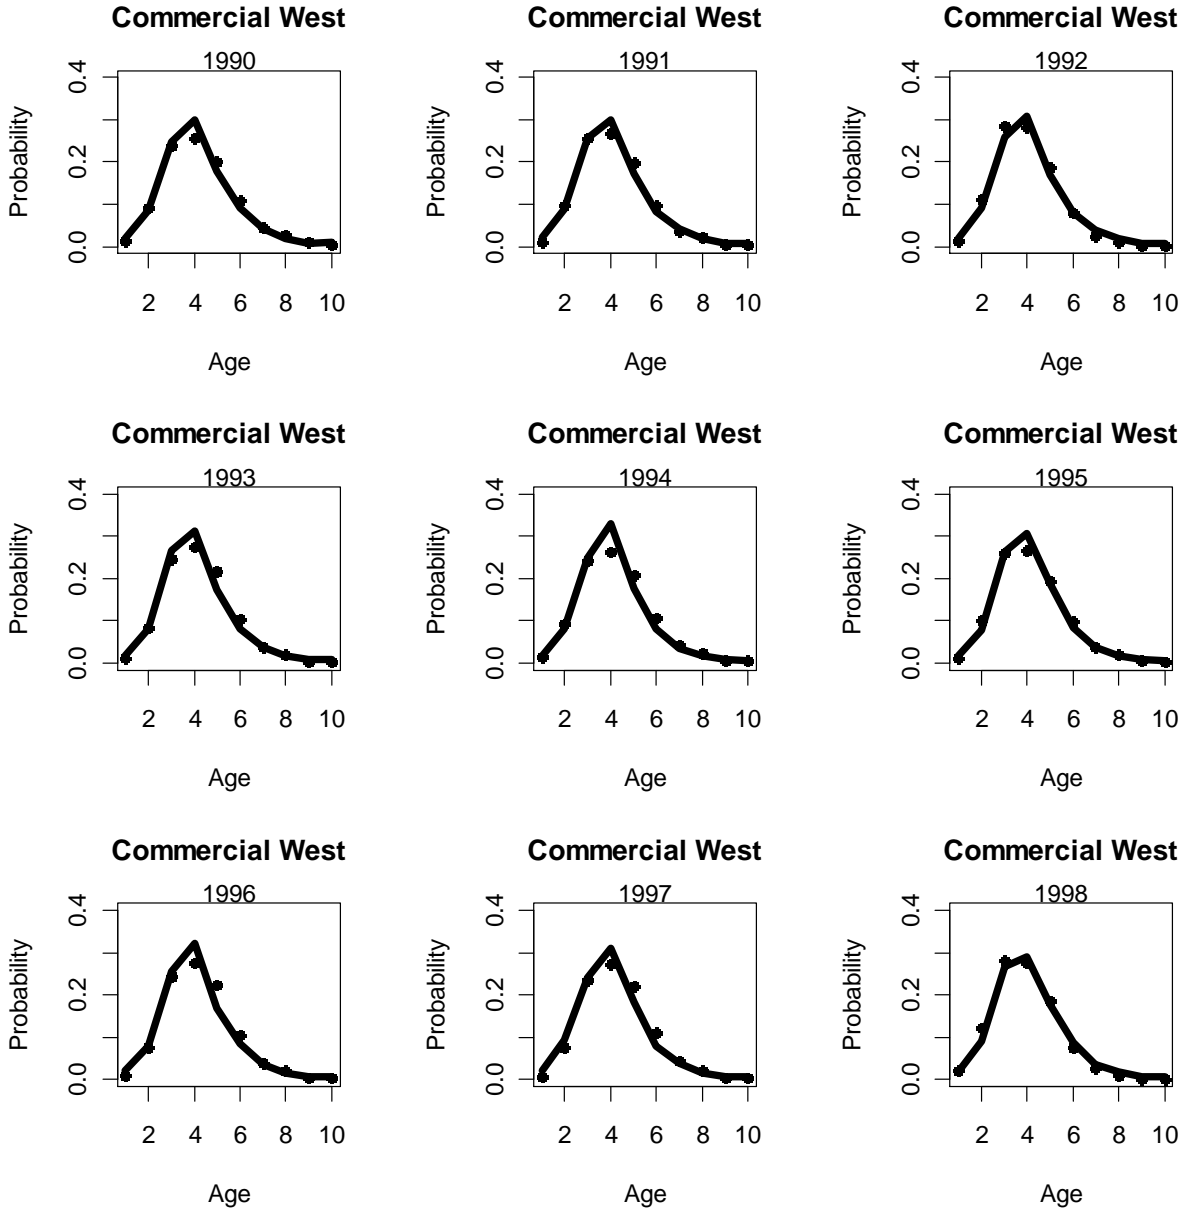 Commercial West Commercial West Commercial West
1990 1991 1992
Probability Probability Probability
0.4 0.4 0.4
0.2 0.2 0.2
0.0 0.0 0.0
2 4 6 8 10 2 4 6 8 10 2 4 6 8 10
Age Age Age
Commercial West Commercial West Commercial West
1993 1994 1995
Probability Probability Probability
0.4 0.4 0.4
0.2 0.2 0.2
0.0 0.0 0.0
2 4 6 8 10 2 4 6 8 10 2 4 6 8 10
Age Age Age
Commercial West Commercial West Commercial West
1996 1997 1998
Probability Probability Probability
0.4 0.4 0.4
0.2 0.2 0.2
0.0 0.0 0.0
2 4 6 8 10 2 4 6 8 10 2 4 6 8 10
Age Age Age